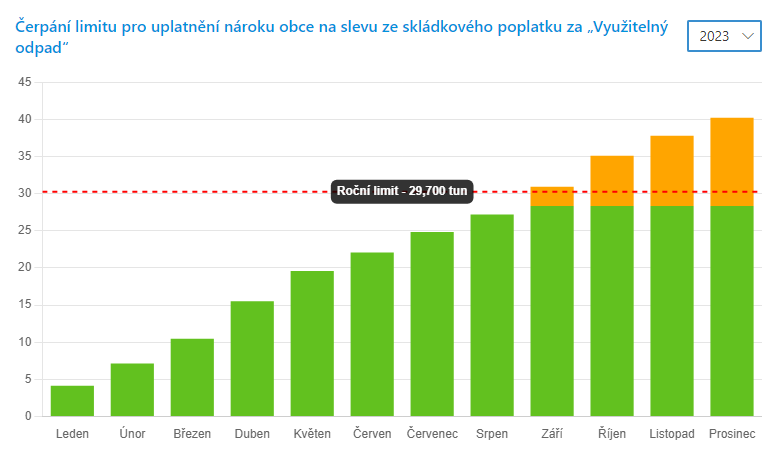 Čerpání limitu pro uplatnění nároku obce na slevu ze skládkového poplatku za „Využitelný
odpad“
2023
45
40
35
30
25
20
15
10
5
0
Roční limit - 29,700 tun
Leden Únor Březen Duben Květen Červen Červenec Srpen Září Říjen Listopad Prosinec